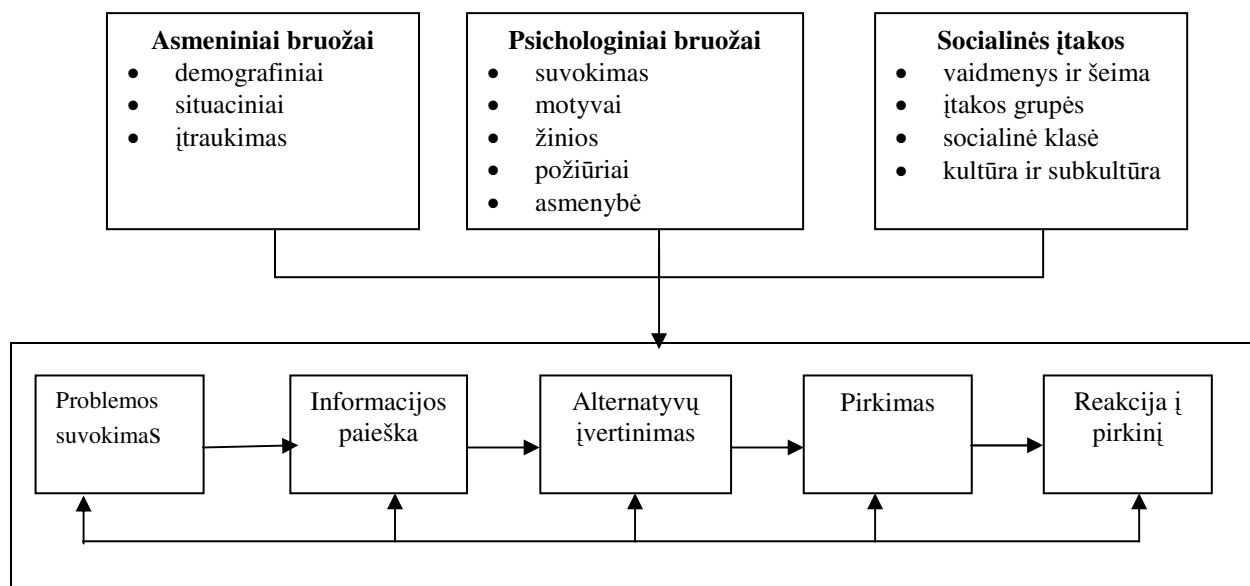 Asmeniniai bruožai
• demografiniai
• situaciniai
• įtraukimas
Psichologiniai bruožai
• suvokimas
• motyvai
• žinios
• požiūriai
• asmenybė
Socialinės įtakos
• vaidmenys ir šeima
• įtakos grupės
• socialinė klasė
• kultūra ir subkultūra
Problemos
suvokimas
Informacijos
paieška
Alternatyvų
įvertinimas
Pirkimas
Reakcija į
pirkinį